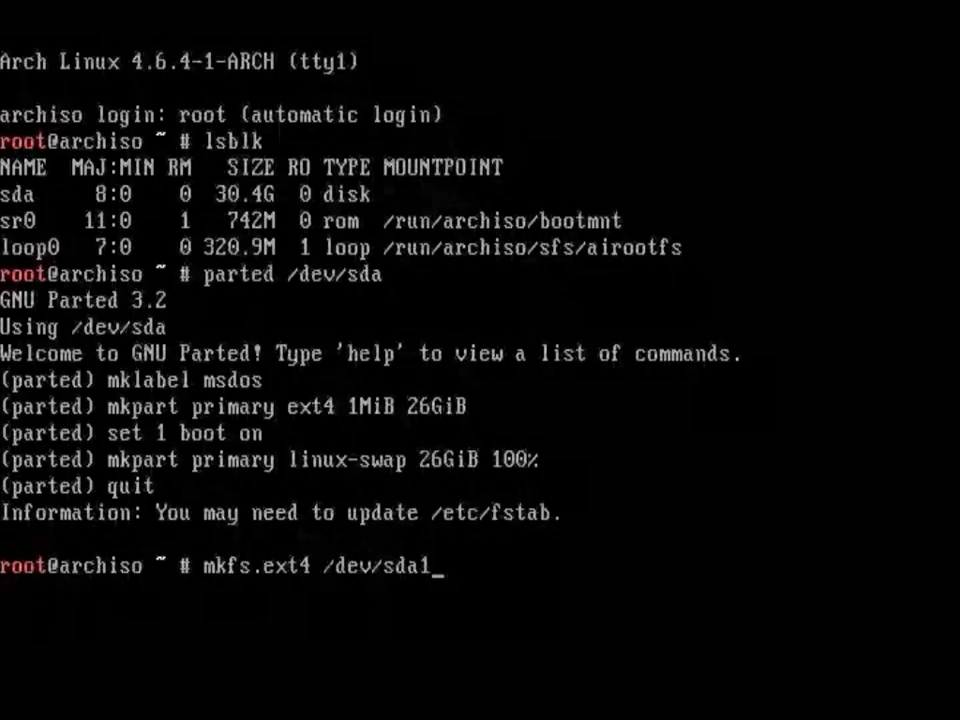 Arch Linux 4.6.4-1-ARCH (tty1)
archiso login: root (automatic login)
root@archiso ~ # lsblk
NAME  MAJ:MIN RM   SIZE RO TYPE MOUNTPOINT
sda     8:0    0  30.4G  0 disk
sr0    11:0    1   742M  0 rom  /run/archiso/bootmnt
loop0   7:0    0 320.9M  1 loop /run/archiso/sfs/airootfs
root@archiso ~ # parted /dev/sda
GNU Parted 3.2
Using /dev/sda
Welcome to GNU Parted! Type 'help' to view a list of commands.
(parted) mklabel msdos
(parted) mkpart primary ext4 1MiB 26GiB
(parted) set 1 boot on
(parted) mkpart primary linux-swap 26GiB 100%
(parted) quit
Information: You may need to update /etc/fstab.
root@archiso ~ # mkfs.ext4 /dev/sda1_